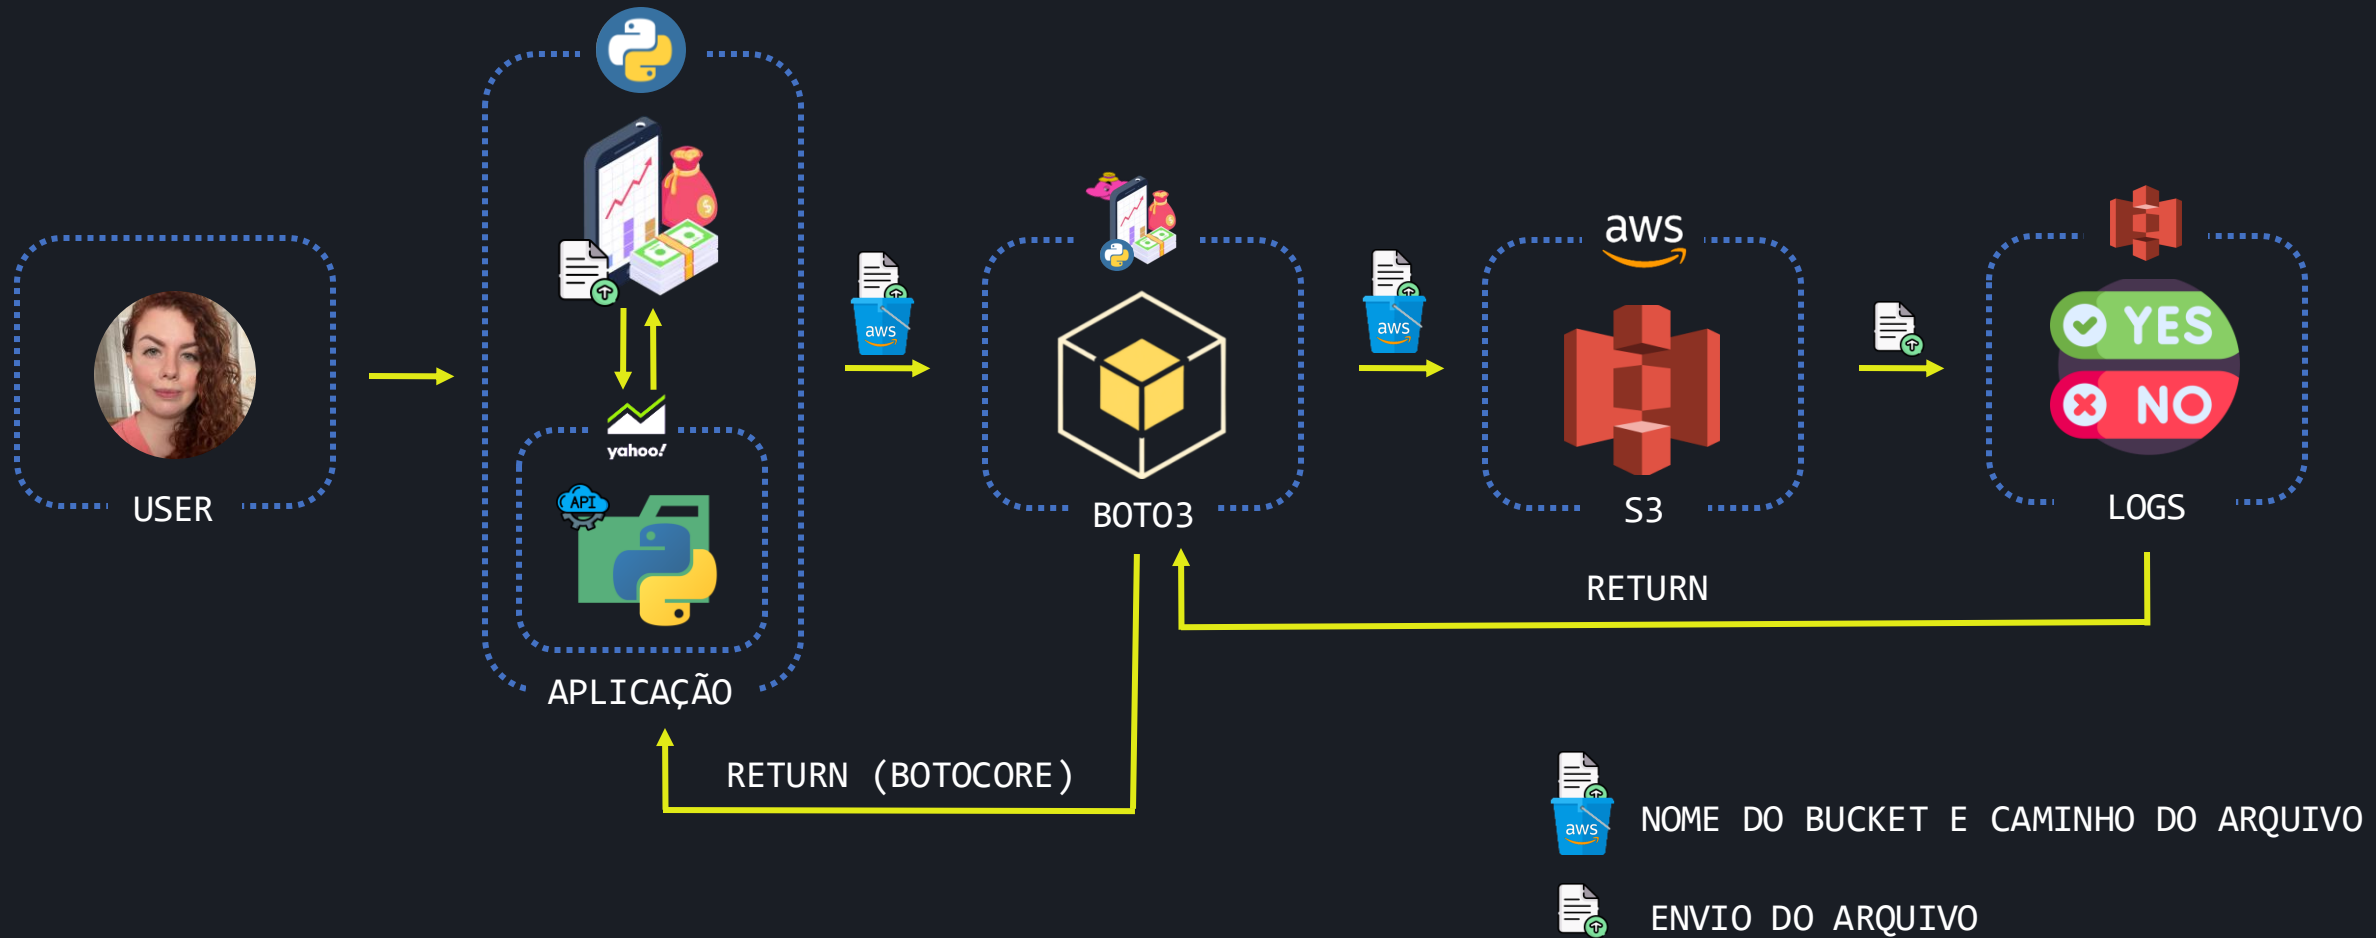 aws
YES
NO
yahoo!
API
aws
aws
USER
BOTO3
S3
LOGS
RETURN
APLICAÇÃO
RETURN (BOTOCORE)
aws
NOME DO BUCKET E CAMINHO DO ARQUIVO
ENVIO DO ARQUIVO